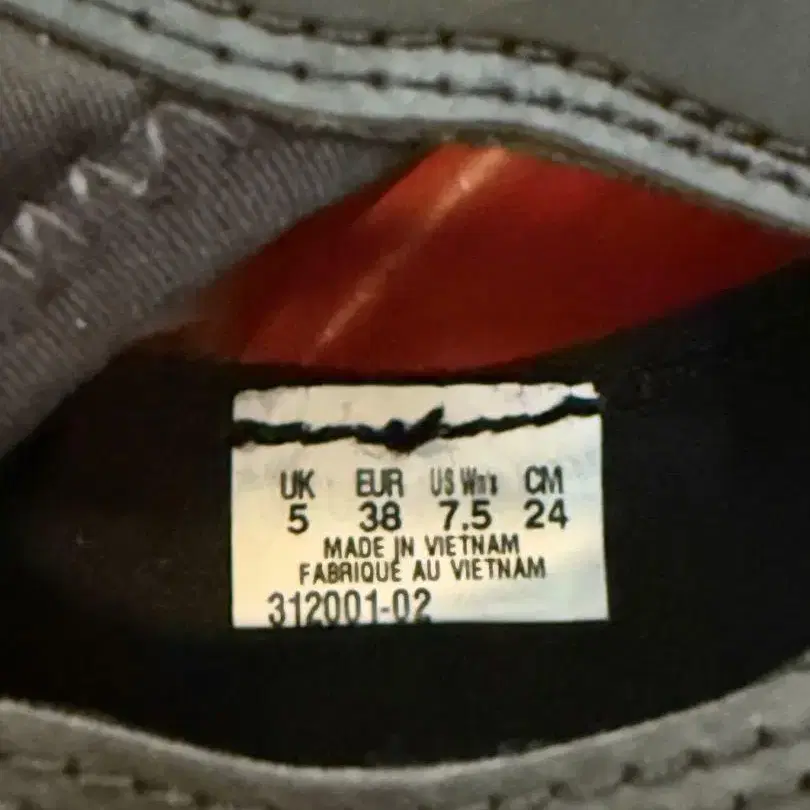 UK EUR US Wn's CM
5 38 7.5 24
MADE IN VIETNAM
FABRIQUE AU VIETNAM
312001-02